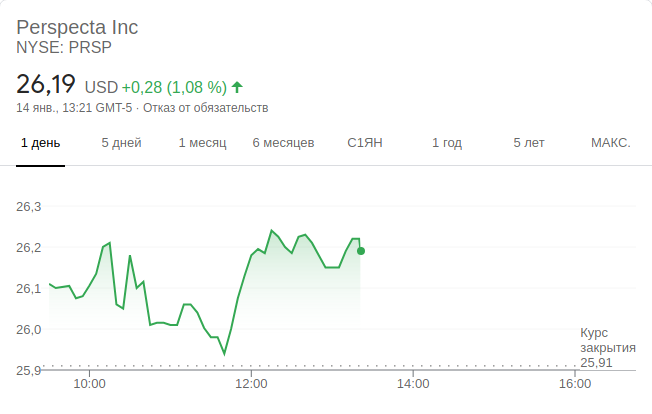 Perspecta Inc
NYSE: PRSP
26,19 USD +0,28 (1,08 %)
14 янв., 13:21 GMT-5 · Отказ от обязательств
1 день 5 дней 1 месяц 6 месяцев С1ЯН 1 год 5 лет МАКС.
26,3
26,2
26,1
26,0
Курс
закрытия
25,91
25,9
10:00 12:00 14:00 16:00